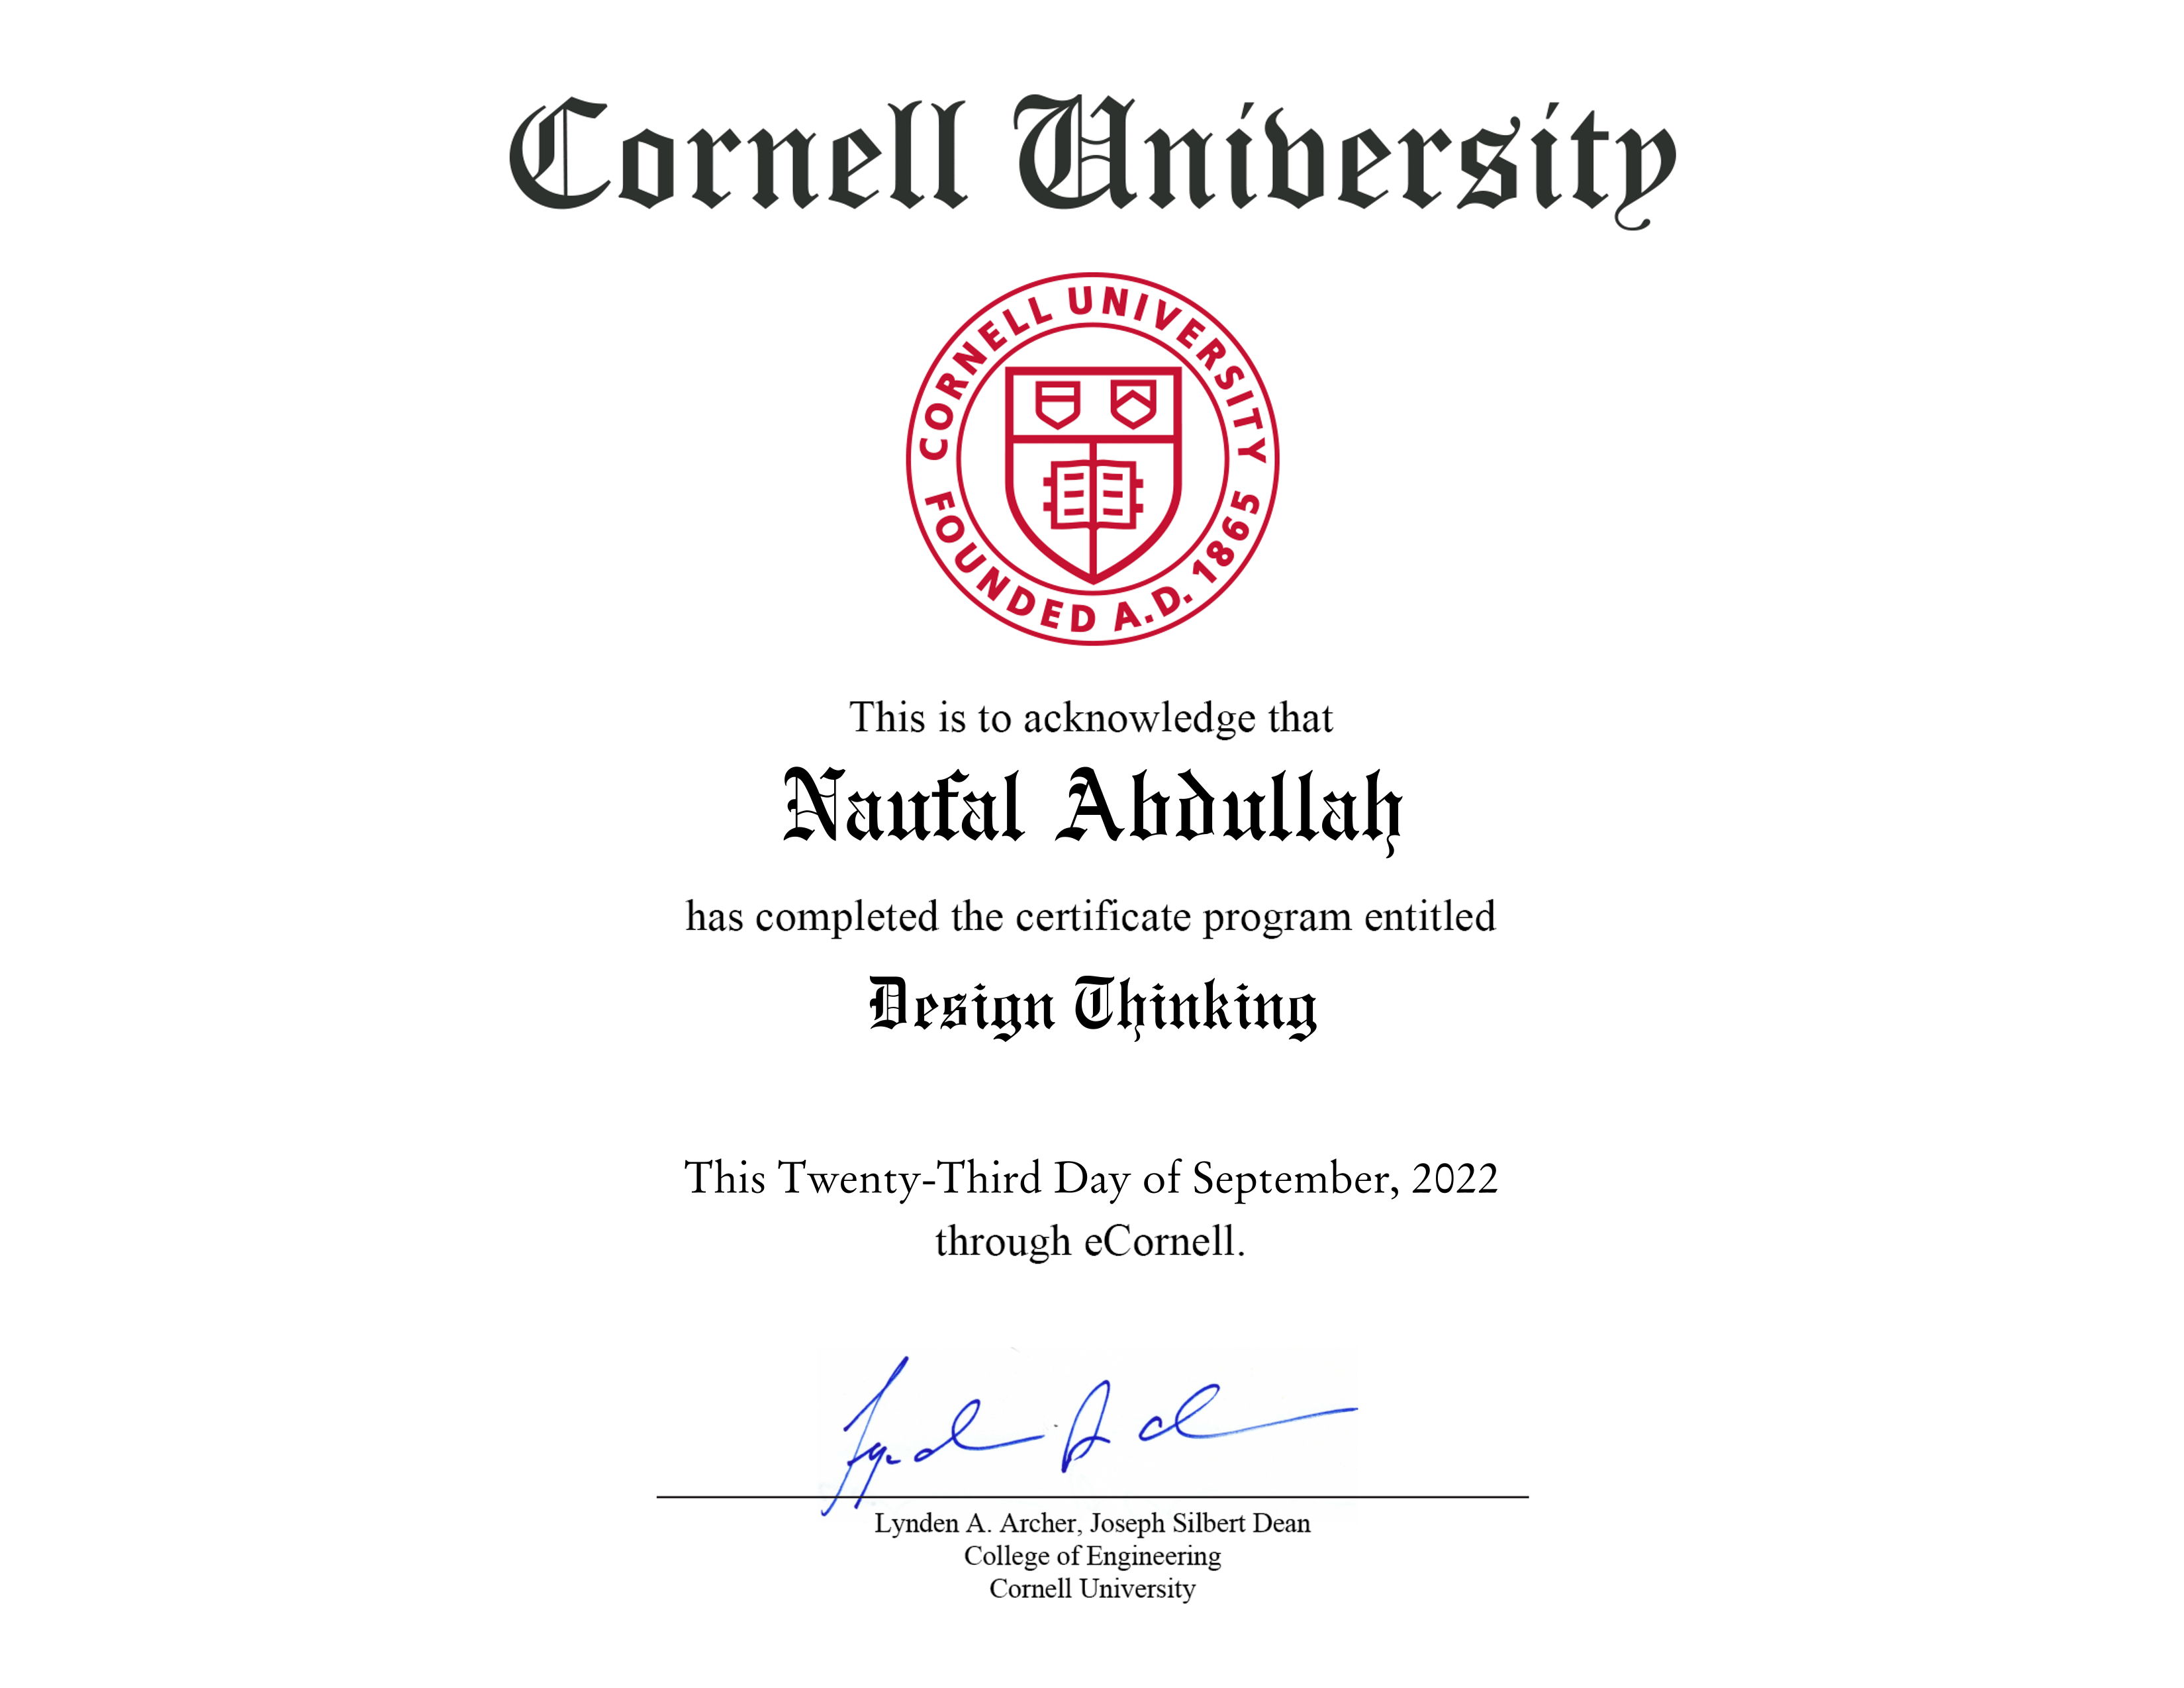 Cornell University
CORNELL UNIVERSITY
FOUNDED A.D. 1865
This is to acknowledge that
Naufal Abdullah
has completed the certificate program entitled
Design Thinking
This Twenty-Third Day of September, 2022
through eCornell.
Lynden A. Archer, Joseph Silbert Dean
College of Engineering
Cornell University